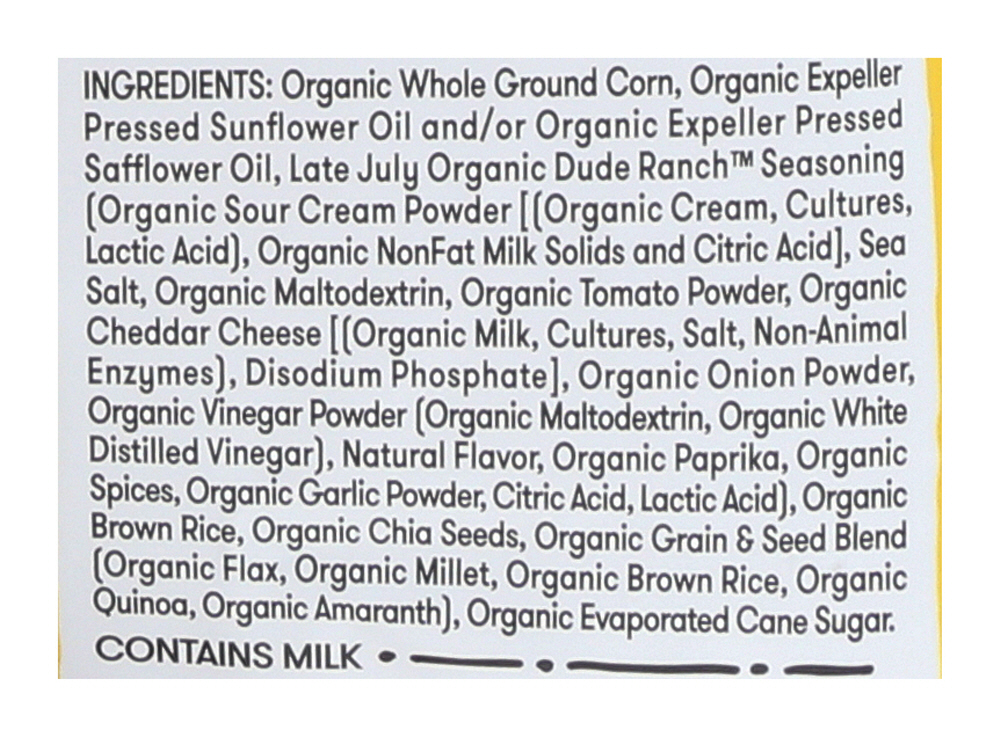 INGREDIENTS: Organic Whole Ground Corn, Organic Expeller
Pressed Sunflower Oil and/or Organic Expeller Pressed
Safflower Oil, Late July Organic Dude Ranch™ Seasoning
(Organic Sour Cream Powder [(Organic Cream, Cultures,
Lactic Acid), Organic NonFat Milk Solids and Citric Acid], Sea
Salt, Organic Maltodextrin, Organic Tomato Powder, Organic
Cheddar Cheese [(Organic Milk, Cultures, Salt, Non-Animal
Enzymes), Disodium Phosphate], Organic Onion Powder,
Organic Vinegar Powder (Organic Maltodextrin, Organic White
Distilled Vinegar), Natural Flavor, Organic Paprika, Organic
Spices, Organic Garlic Powder, Citric Acid, Lactic Acid), Organic
Brown Rice, Organic Chia Seeds, Organic Grain & Seed Blend
(Organic Flax, Organic Millet, Organic Brown Rice, Organic
Quinoa, Organic Amaranth), Organic Evaporated Cane Sugar.
CONTAINS MILK